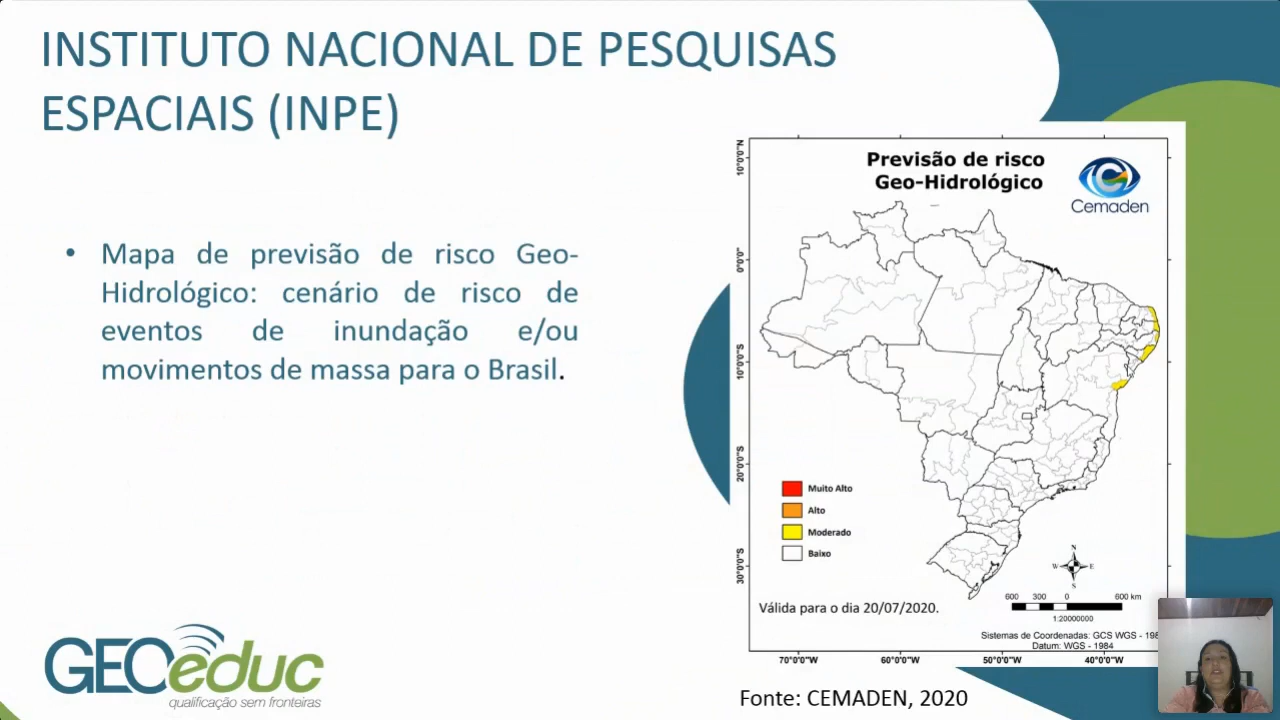 INSTITUTO NACIONAL DE PESQUISAS
ESPACIAIS (INPE)
• Mapa de previsão de risco Geo-
Hidrológico: cenário de risco de
eventos de inundação e/ou
movimentos de massa para o Brasil.
Previsão de risco
Geo-Hidrológico
Cemaden
10°0'0"N
0°0'0"
10°0'0"S
20°0'0"S
30°0'0"S
Muito Alto
Alto
Moderado
Baixo
N
W E
S
Válida para o dia 20/07/2020.
600 300 0 600 km
1:20000000
Sistemas de Coordenadas: GCS WGS - 198
Datum: WGS - 1984
70°0'0"W 60°0'0"W 50°0'0"W 40°0'0"W
Fonte: CEMADEN, 2020
GEOeduc
qualificação sem fronteiras